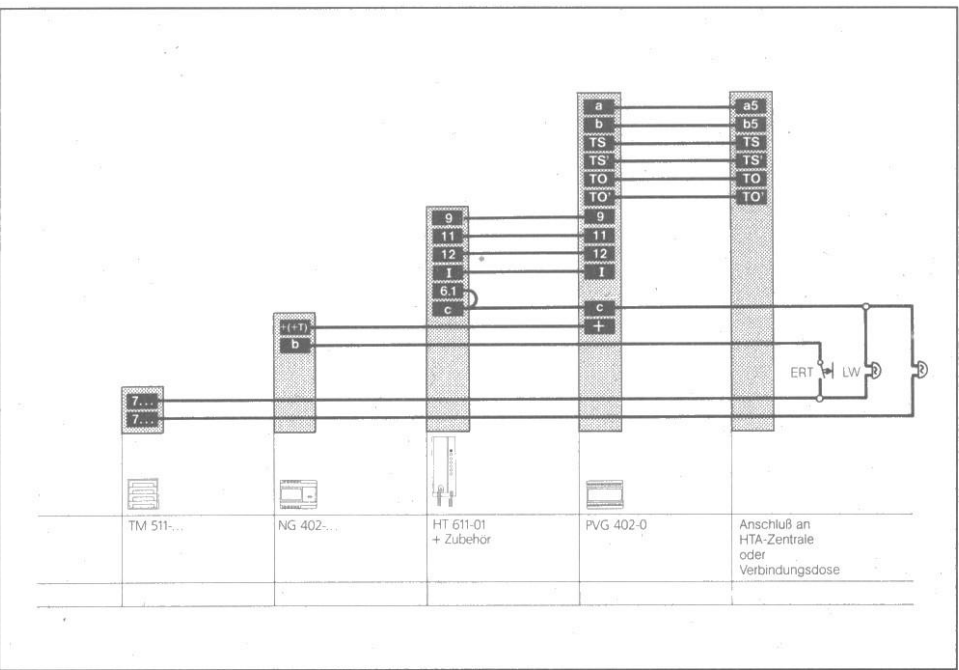 a a5
b b5
TS TS
TS' TS'
TO TO
TO' TO'
9 9
11 11
12 12
I I
6.1
c c
+(+T) +
b
ERT LW
7...
7...
TM 511-... NG 402-... HT 611-01 PVG 402-0 Anschluß an
+ Zubehör HTA-Zentrale
oder
Verbindungsdose